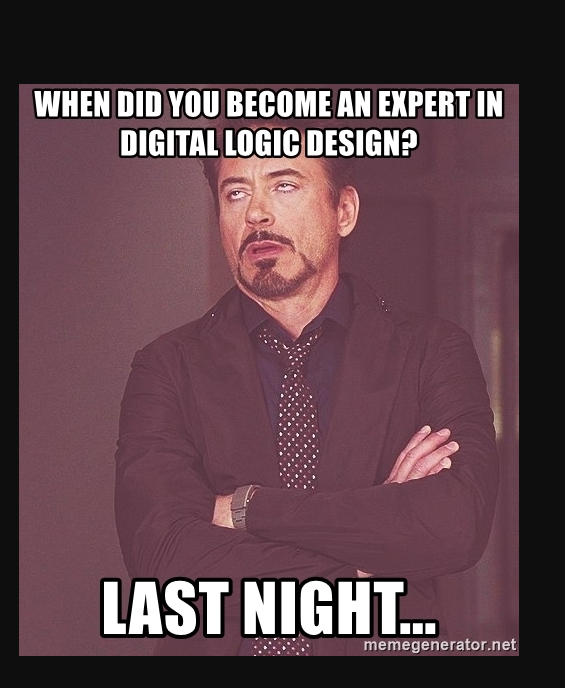 WHEN DID YOU BECOME AN EXPERT IN
DIGITAL LOGIC DESIGN?
LAST NIGHT...
memegenerator.net